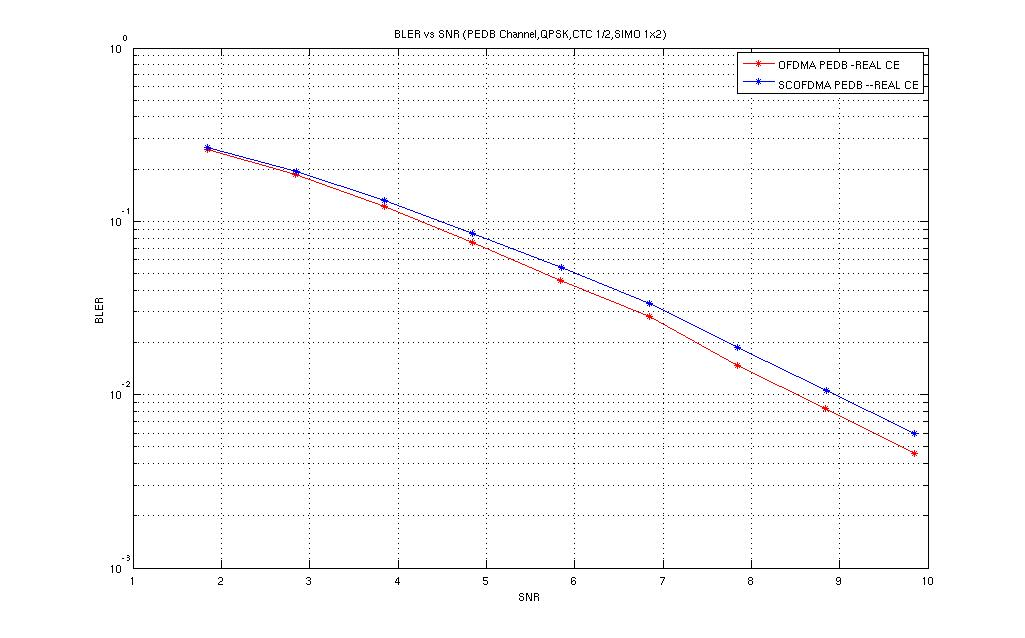 BLER vs SNR (PEDB Channel,QPSK,CTC 1/2,SIMO 1x2)
OFDMA PEDB -REAL CE
SCOFDMA PEDB --REAL CE
10^0
10^-1
10^-2
10^-3
BLER
1 2 3 4 5 6 7 8 9 10
SNR